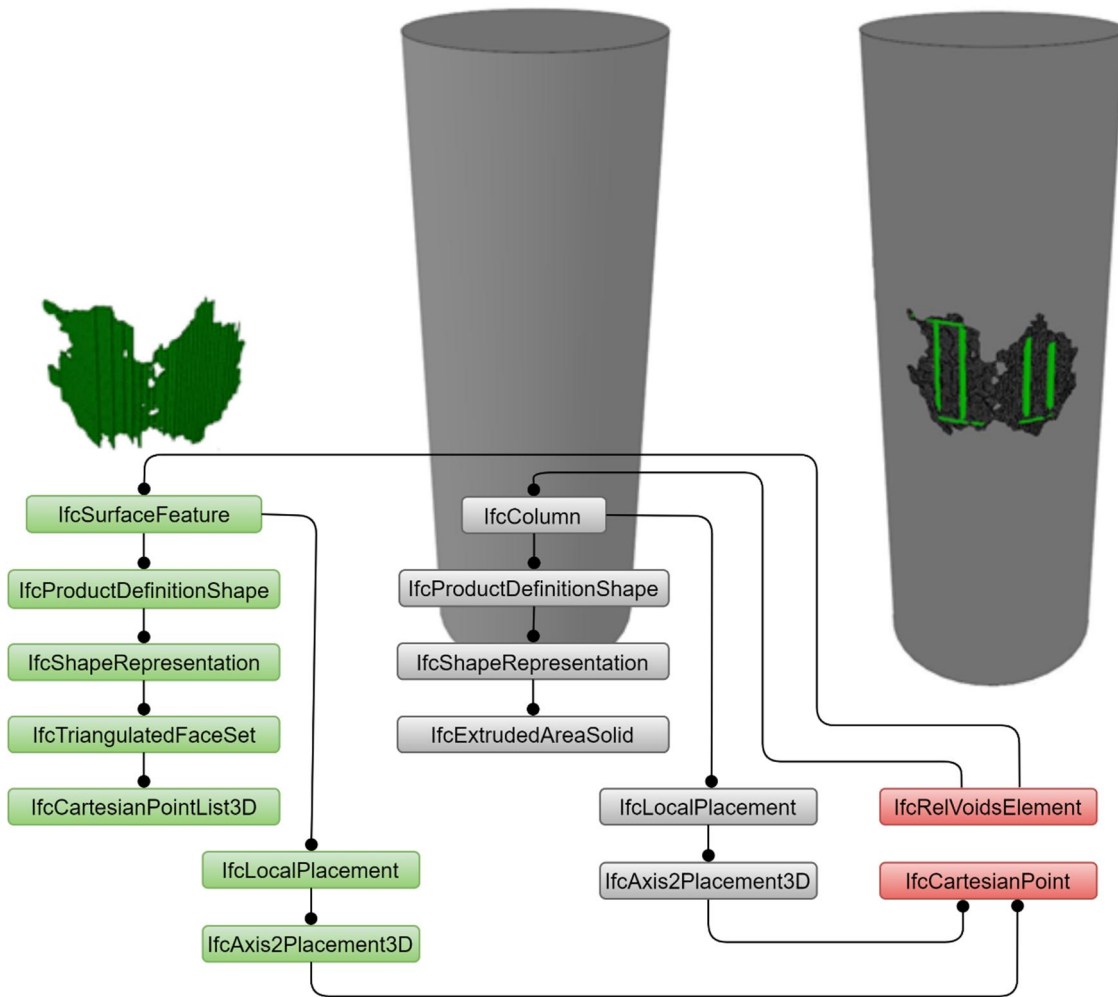 IfcSurfaceFeature
IfcColumn
IfcProductDefinitionShape
IfcProductDefinitionShape
IfcShapeRepresentation
IfcShapeRepresentation
IfcTriangulatedFaceSet
IfcExtrudedAreaSolid
IfcCartesianPointList3D
IfcLocalPlacement
IfcRelVoidsElement
IfcLocalPlacement
IfcAxis2Placement3D
IfcCartesianPoint
IfcAxis2Placement3D